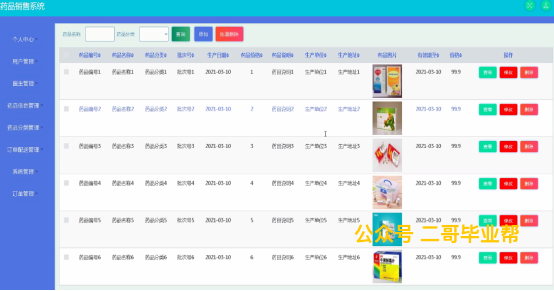 药品销售系统
药品名称 药品分类 查询 添加 批量删除
药品编号 药品名称 药品分类 批次号 生产日期 药品规格 药品说明 生产单位 生产地址 药品图片 有效期至 价格 操作
药品编号1 药品名称1 药品分类1 批次号1 2021-03-10 1 药品说明1 生产单位1 生产地址1 2021-03-10 99.9 查看 修改 删除
药品编号2 药品名称2 药品分类2 批次号2 2021-03-10 2 药品说明2 生产单位2 生产地址2 2021-03-10 99.9 查看 修改 删除
药品编号3 药品名称3 药品分类3 批次号3 2021-03-10 3 药品说明3 生产单位3 生产地址3 2021-03-10 99.9 查看 修改 删除
药品编号4 药品名称4 药品分类4 批次号4 2021-03-10 4 药品说明4 生产单位4 生产地址4 2021-03-10 99.9 查看 修改 删除
药品编号5 药品名称5 药品分类5 批次号5 2021-03-10 5 药品说明5 生产单位5 生产地址5 2021-03-10 99.9 查看 修改 删除
药品编号6 药品名称6 药品分类6 批次号6 2021-03-10 6 药品说明6 生产单位6 生产地址6 2021-03-10 99.9 查看 修改 删除
个人中心
用户管理
医生管理
药品信息管理
药品分类管理
订单配送管理
系统管理
订单管理
公众号 二哥毕业帮